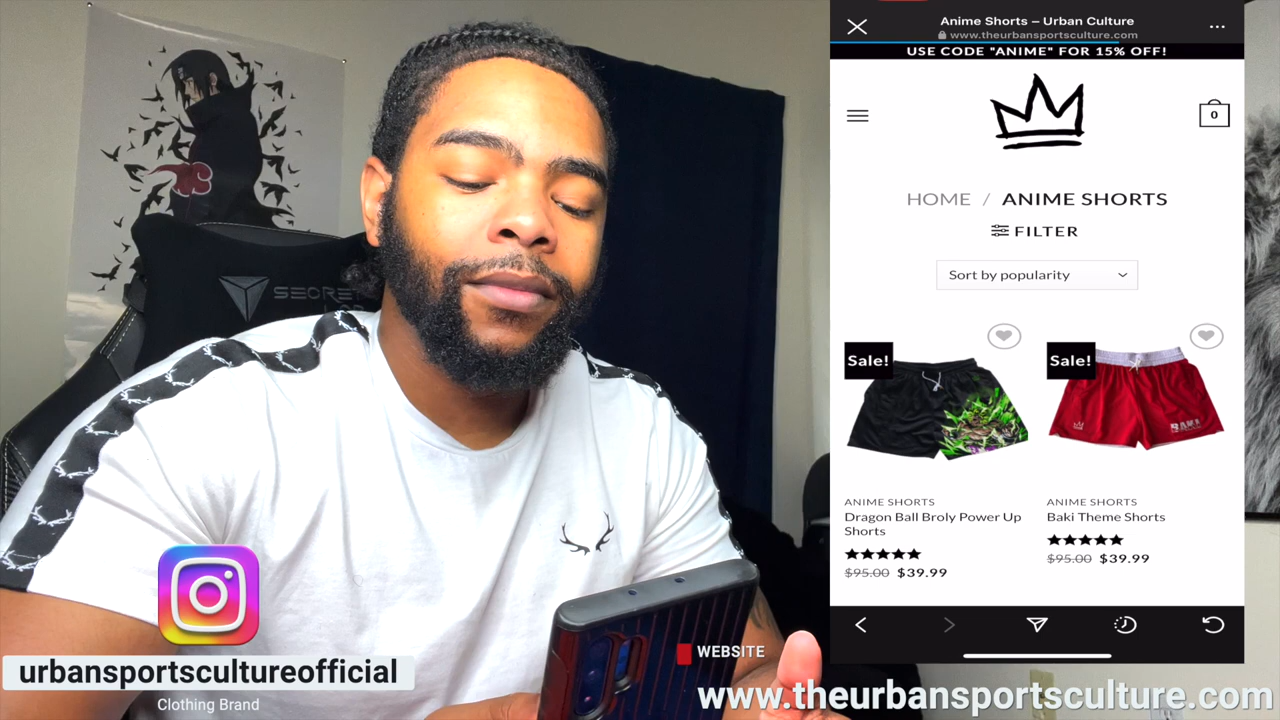 Anime Shorts – Urban Culture
www.theurbansportsculture.com
USE CODE "ANIME" FOR 15% OFF!
0
HOME / ANIME SHORTS
FILTER
Sort by popularity
Sale!
Sale!
ANIME SHORTS
Dragon Ball Broly Power Up
Shorts
$95.00 $39.99
ANIME SHORTS
Baki Theme Shorts
$95.00 $39.99
BAKI
SECRET
urbansportscultureofficial
Clothing Brand
WEBSITE
www.theurbansportsculture.com